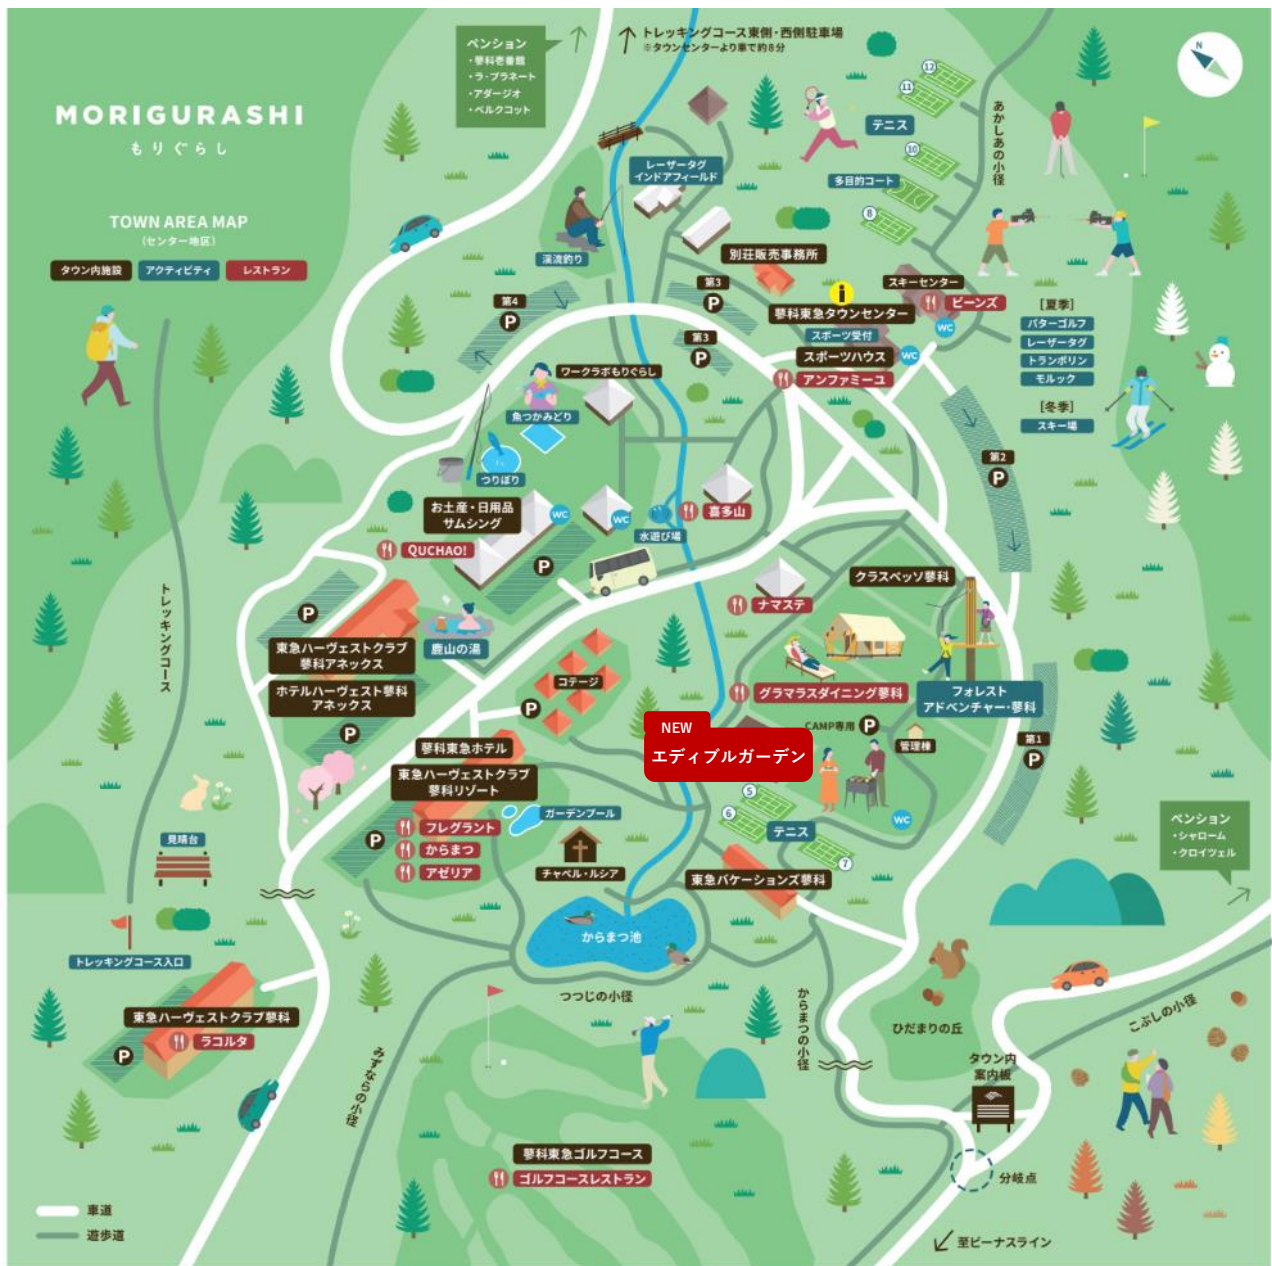 MORIGURASHI
もりぐらし
TOWN AREA MAP
(センター地区)
タウン内施設
アクティビティ
レストラン
ペンション
・蓼科壱番館
・ラ・プラネート
・アダージオ
・ベルクコット
トレッキングコース東側・西側駐車場
※タウンセンターより車で約8分
N
12
11
テニス
10
多目的コート
8
あかしあの小径
レーザータグ
インドアフィールド
渓流釣り
別荘販売事務所
第3
P
第4
P
第3
P
i
蓼科東急タウンセンター
スポーツ受付
スポーツハウス
WC
アンファミーユ
スキーセンター
ビーンズ
WC
[夏季]
パターゴルフ
レーザータグ
トランポリン
モルック
[冬季]
スキー場
ワークラボもりぐらし
魚つかみどり
つりぼり
第2
P
お土産・日用品
サムシング
WC
WC
水遊び場
喜多山
QUCHAO!
P
P
トレッキングコース
鹿山の湯
東急ハーヴェストクラブ
蓼科アネックス
ホテルハーヴェスト蓼科
アネックス
P
コテージ
P
ナマステ
クラスベッソ蓼科
グラマラスダイニング蓼科
フォレスト
アドベンチャー・蓼科
NEW
エディブルガーデン
CAMP専用
P
管理棟
WC
第1
P
蓼科東急ホテル
東急ハーヴェストクラブ
蓼科リゾート
フレグラント
からまつ
アゼリア
P
ガーデンプール
チャペル・ルシア
5
6
テニス
7
東急バケーションズ蓼科
ペンション
・シャローム
・クロイツェル
見晴台
トレッキングコース入口
東急ハーヴェストクラブ蓼科
ラコルタ
P
からまつ池
つつじの小径
からまつの小径
みずならの小径
ひだまりの丘
こぶしの小径
タウン内
案内板
分岐点
至ビーナスライン
蓼科東急ゴルフコース
ゴルフコースレストラン
車道
遊歩道